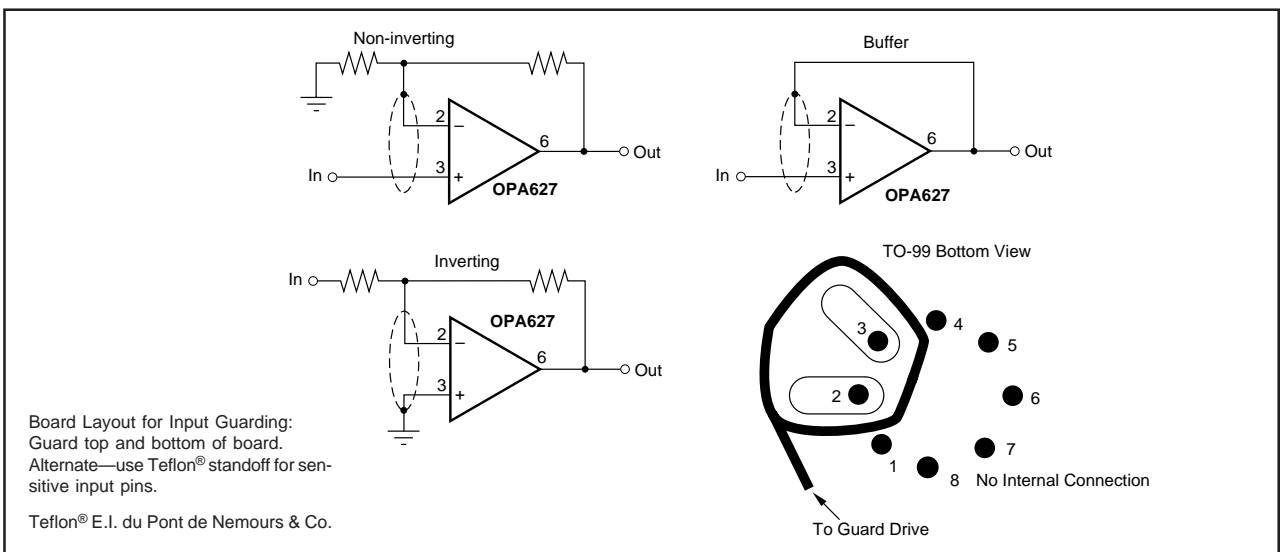 Non-inverting
2
–
3
+
6
In
Out
OPA627
Buffer
2
–
3
+
6
In
Out
OPA627
Inverting
In
OPA627
2
–
3
+
6
Out
TO-99 Bottom View
3
4
5
2
6
7
1
8 No Internal Connection
To Guard Drive
Board Layout for Input Guarding:
Guard top and bottom of board.
Alternate—use Teflon® standoff for sen-
sitive input pins.
Teflon® E.I. du Pont de Nemours & Co.